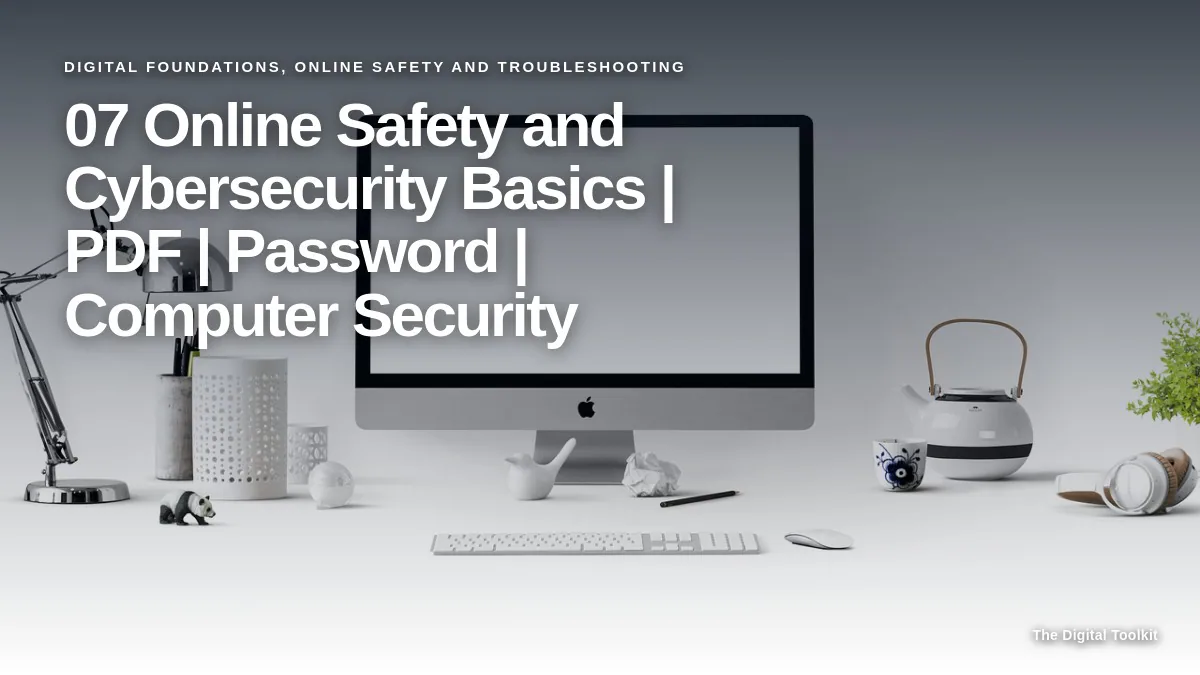 DIGITAL FOUNDATIONS, ONLINE SAFETY AND TROUBLESHOOTING
07 Online Safety and
Cybersecurity Basics |
PDF | Password |
Computer Security
The Digital Toolkit